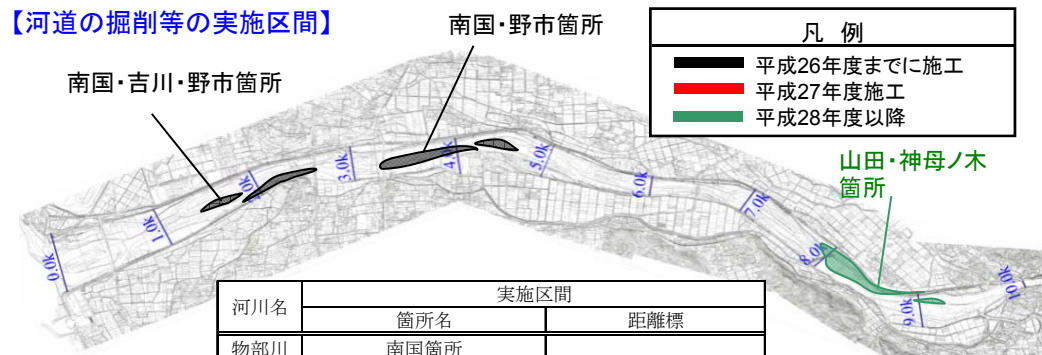 【河道の掘削等の実施区間】
南国・野市箇所
南国・吉川・野市箇所
凡 例
平成26年度までに施工
平成27年度施工
平成28年度以降
山田・神母ノ木
箇所
0.0k
1.0k
3.0k
4.0k
5.0k
6.0k
7.0k
9.0k
10.0k
河川名 実施区間
箇所名 距離標
物部川 南国箇所